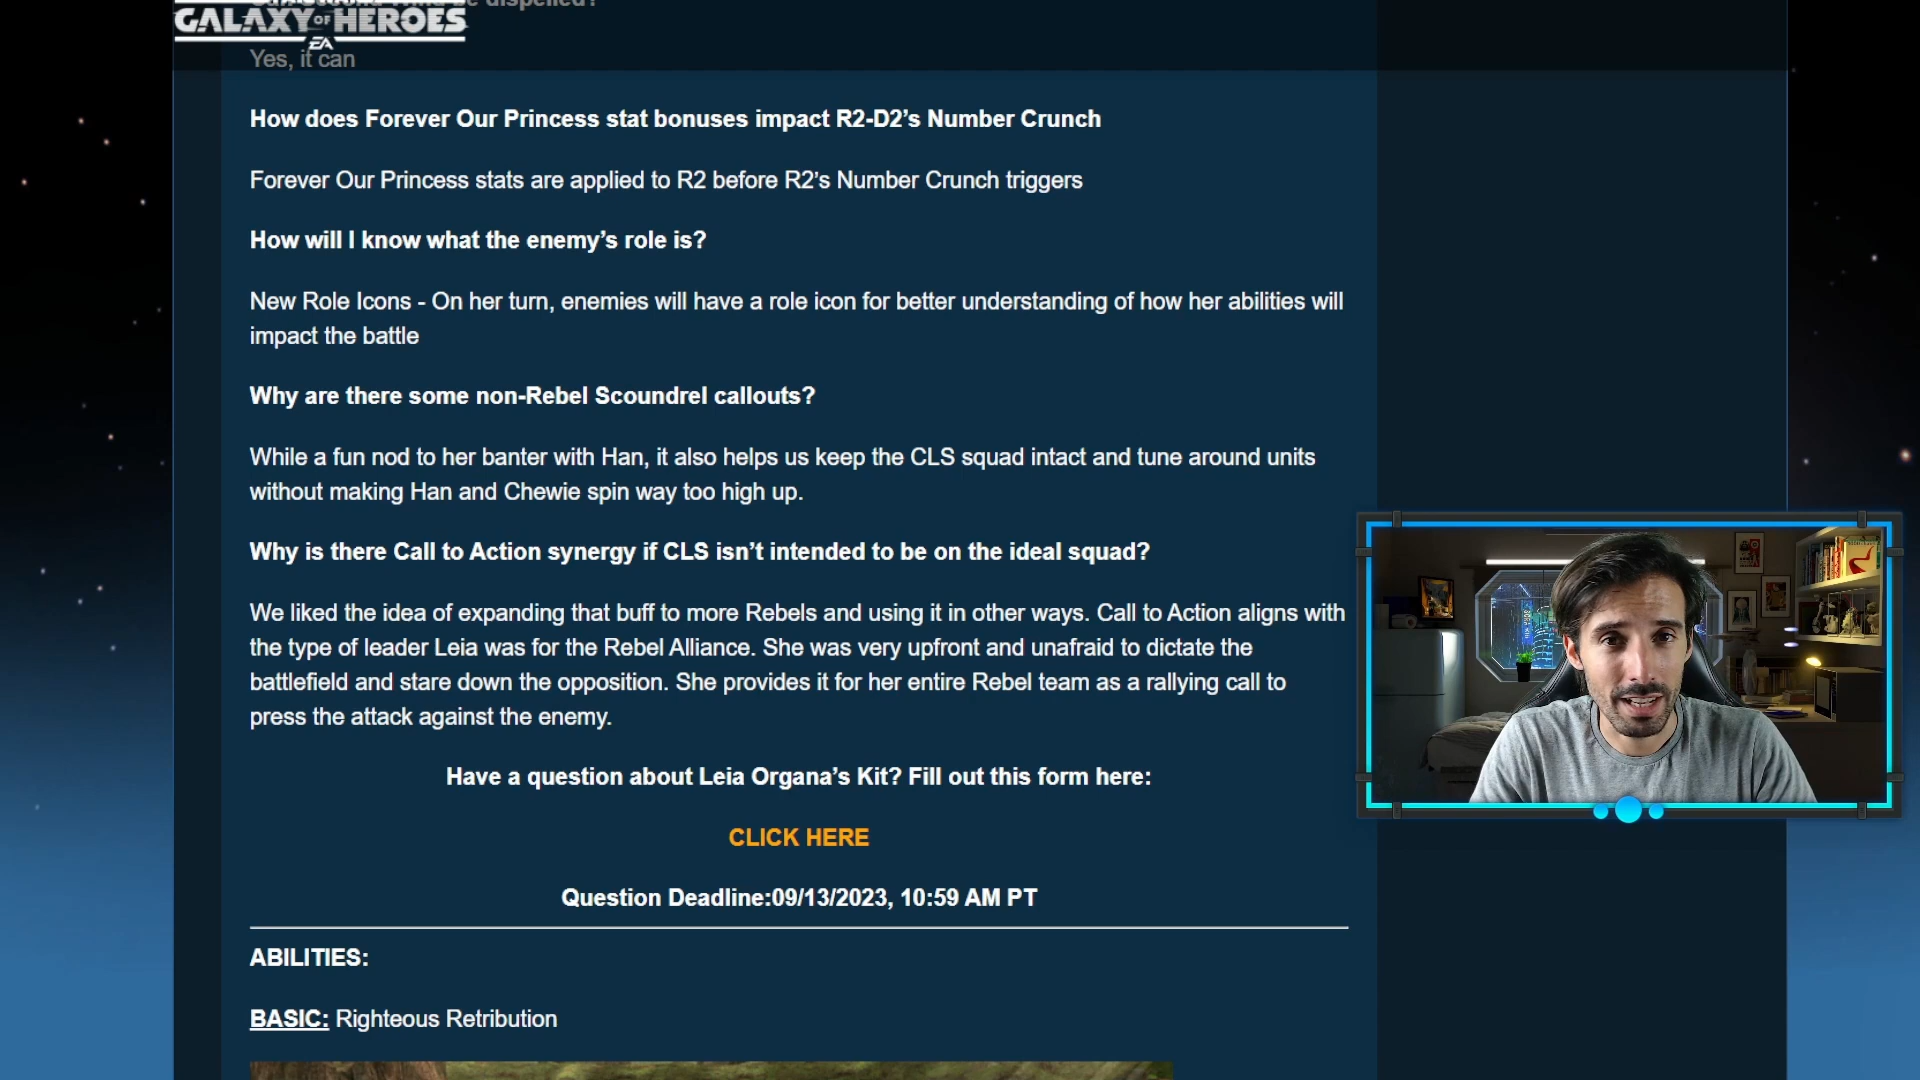 be dispelled?
GALAXY OF HEROES
EA
Yes, it can
How does Forever Our Princess stat bonuses impact R2-D2’s Number Crunch
Forever Our Princess stats are applied to R2 before R2’s Number Crunch triggers
How will I know what the enemy’s role is?
New Role Icons - On her turn, enemies will have a role icon for better understanding of how her abilities will
impact the battle
Why are there some non-Rebel Scoundrel callouts?
While a fun nod to her banter with Han, it also helps us keep the CLS squad intact and tune around units
without making Han and Chewie spin way too high up.
Why is there Call to Action synergy if CLS isn’t intended to be on the ideal squad?
We liked the idea of expanding that buff to more Rebels and using it in other ways. Call to Action aligns with
the type of leader Leia was for the Rebel Alliance. She was very upfront and unafraid to dictate the
battlefield and stare down the opposition. She provides it for her entire Rebel team as a rallying call to
press the attack against the enemy.
Have a question about Leia Organa’s Kit? Fill out this form here:
CLICK HERE
Question Deadline:09/13/2023, 10:59 AM PT
ABILITIES:
BASIC: Righteous Retribution